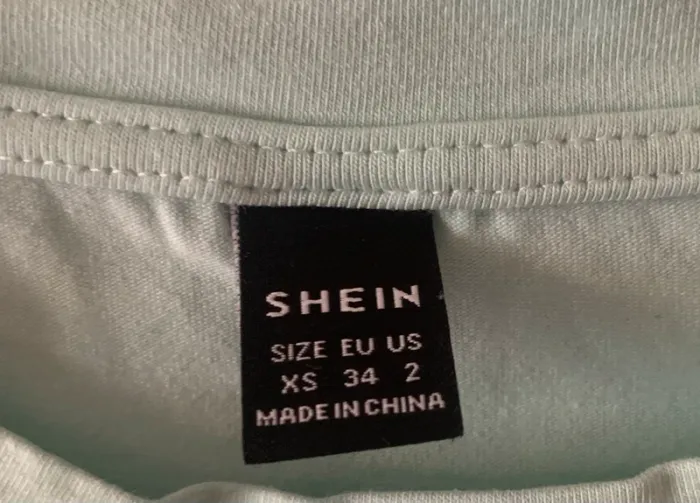 SHEIN
SIZE EU US
XS 34 2
MADE IN CHINA